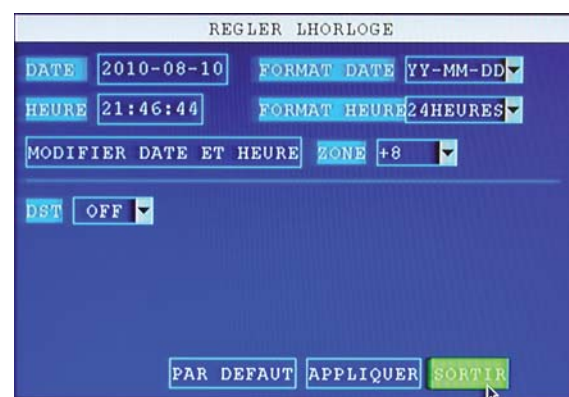 REGLER LHORLOGE
DATE 2010-08-10 FORMAT DATE YY-MM-DD
HEURE 21:46:44 FORMAT HEURE 24HEURES
MODIFIER DATE ET HEURE ZONE +8
DST OFF
PAR DEFAUT APPLIQUER SORTIR